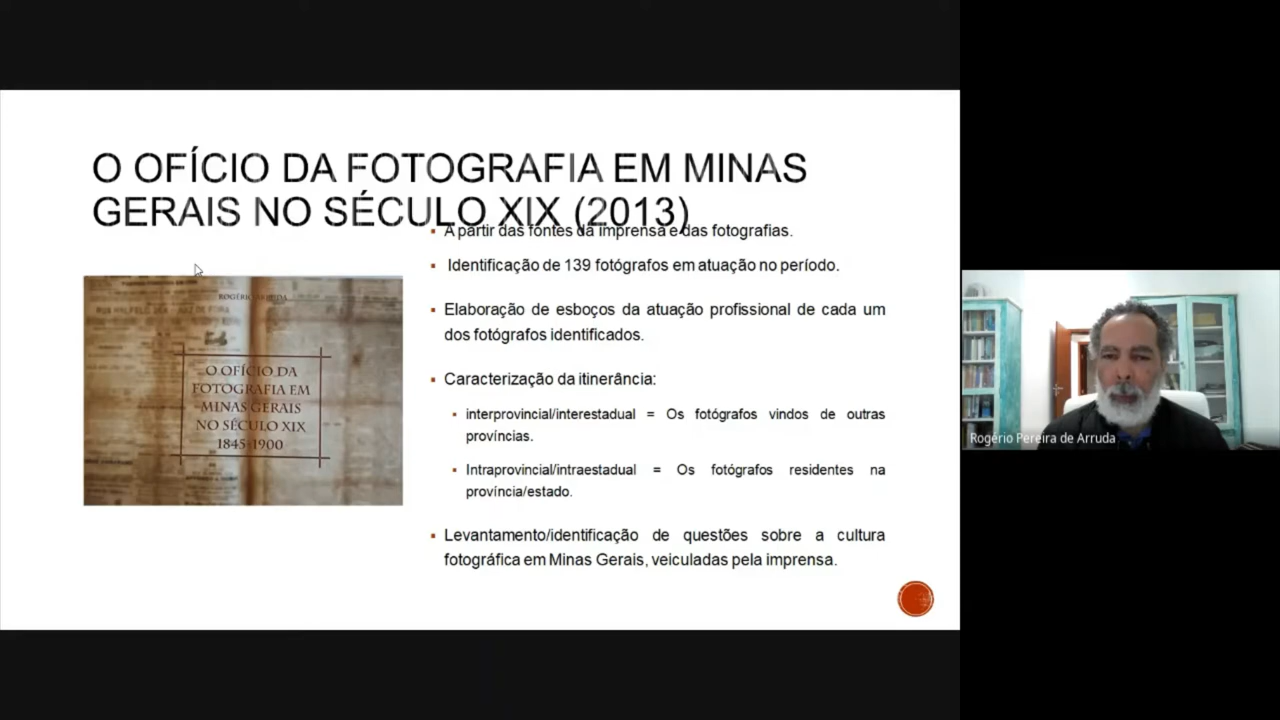 O OFÍCIO DA FOTOGRAFIA EM MINAS
GERAIS NO SÉCULO XIX (2013)
▪ A partir das fontes da imprensa e das fotografias.
▪ Identificação de 139 fotógrafos em atuação no período.
▪ Elaboração de esboços da atuação profissional de cada um
dos fotógrafos identificados.
▪ Caracterização da itinerância:
▪ interprovincial/interestadual = Os fotógrafos vindos de outras
províncias.
▪ Intraprovincial/intraestadual = Os fotógrafos residentes na
província/estado.
▪ Levantamento/identificação de questões sobre a cultura
fotográfica em Minas Gerais, veiculadas pela imprensa.
ROGÉRIO ARRUDA
O OFÍCIO DA
FOTOGRAFIA EM
MINAS GERAIS
NO SÉCULO XIX
1845-1900
Rogério Pereira de Arruda